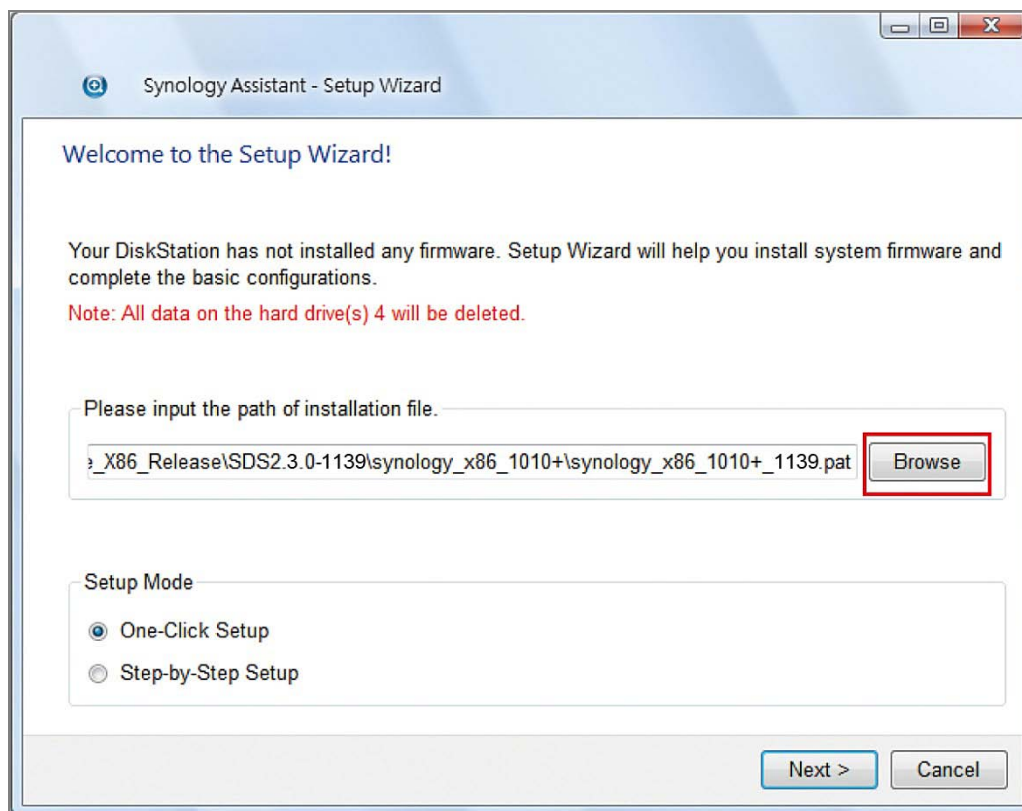 Synology Assistant - Setup Wizard
Welcome to the Setup Wizard!
Your DiskStation has not installed any firmware. Setup Wizard will help you install system firmware and
complete the basic configurations.
Note: All data on the hard drive(s) 4 will be deleted.
Please input the path of installation file.
e_X86_Release\SDS2.3.0-1139\synology_x86_1010+\synology_x86_1010+_1139.pat
Browse
Setup Mode
One-Click Setup
Step-by-Step Setup
Next >
Cancel